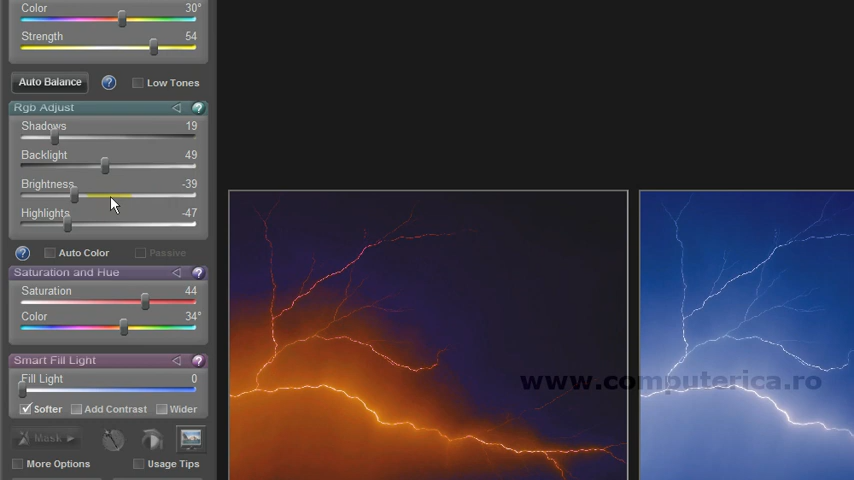 Color 30°
Strength 54
Auto Balance ? Low Tones
Rgb Adjust ?
Shadows 19
Backlight 49
Brightness -39
Highlights -47
? Auto Color Passive
Saturation and Hue ?
Saturation 44
Color 34°
Smart Fill Light ?
Fill Light 0
Softer Add Contrast Wider
Mask
More Options Usage Tips
www.computerica.ro